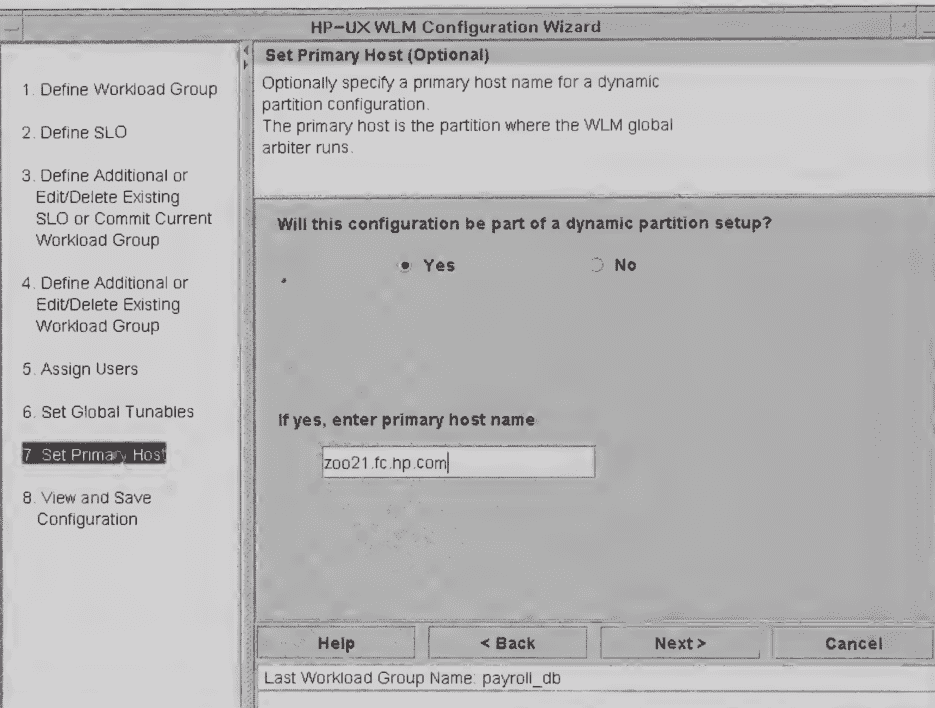 HP-UX WLM Configuration Wizard
1. Define Workload Group
2. Define SLO
3. Define Additional or
Edit/Delete Existing
SLO or Commit Current
Workload Group
4. Define Additional or
Edit/Delete Existing
Workload Group
5. Assign Users
6. Set Global Tunables
7 Set Primary Host
8. View and Save
Configuration
Set Primary Host (Optional)
Optionally specify a primary host name for a dynamic
partition configuration.
The primary host is the partition where the WLM global
arbiter runs.
Will this configuration be part of a dynamic partition setup?
Yes No
If yes, enter primary host name
zoo21.fc.hp.com
Help < Back Next > Cancel
Last Workload Group Name: payroll_db